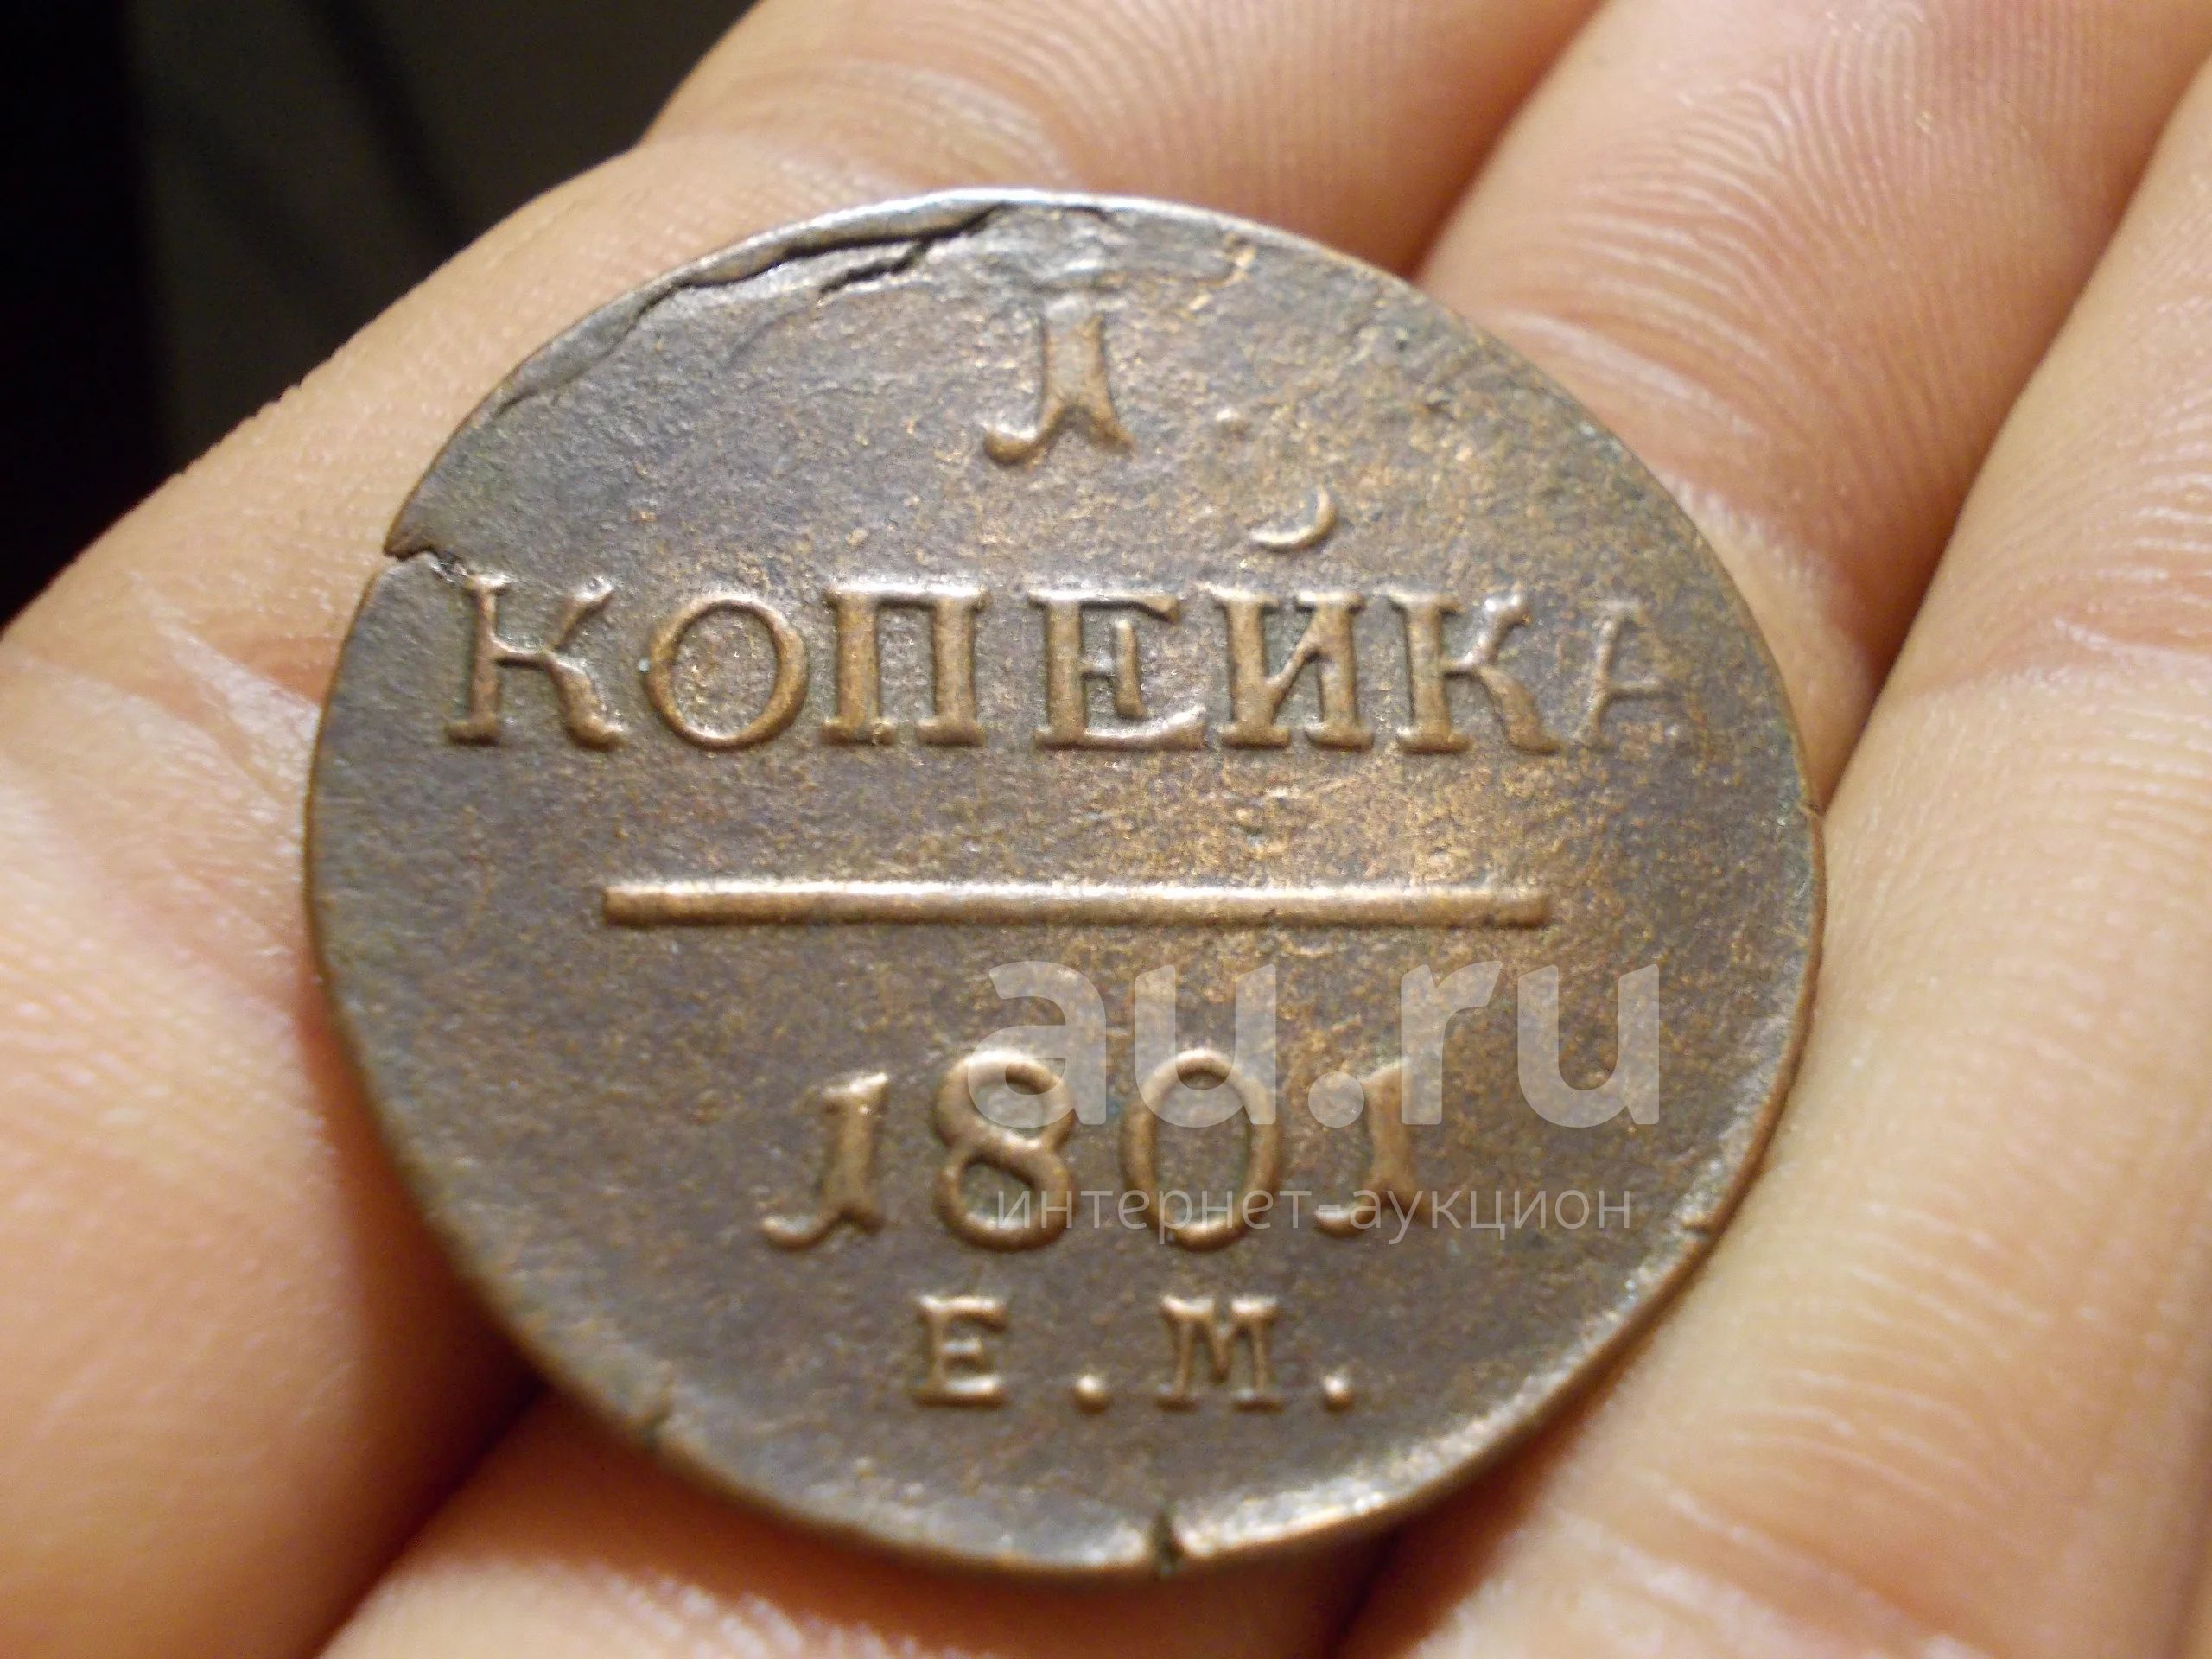 1
КОПЕЙКА
1801
Е.М.
au.ru
интернет-аукцион